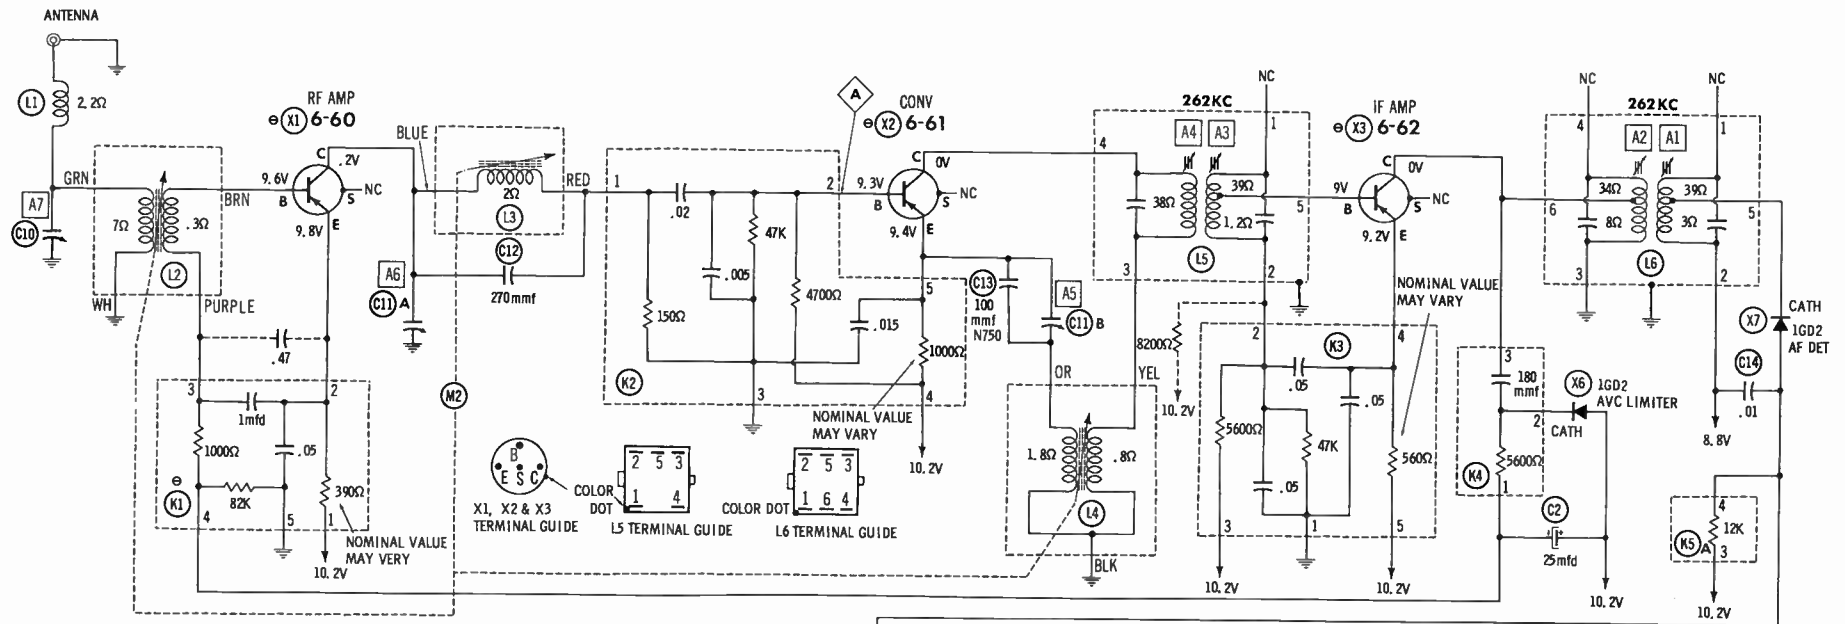 ANTENNA
L1
2.2Ω
RF AMP
⊖ X1 6-60
GRN
A7
C10
7Ω
.3Ω
L2
BRN
WH
PURPLE
C
.2V
9.6V
B
NC
S
E
9.8V
.47
3
2
1mfd
.05
1000Ω
82K
390Ω
⊖
K1
4
5
1
NOMINAL VALUE
MAY VERY
10.2V
BLUE
2Ω
L3
RED
C12
270mmf
A6
C11 A
M2
A
CONV
⊖ X2 6-61
1
2
.02
47K
.005
4700Ω
150Ω
.015
K2
3
9.3V
B
C
0V
NC
S
E
9.4V
5
1000Ω
4
NOMINAL VALUE
MAY VARY
10.2V
C13
100
mmf
N750
A5
C11 B
OR
YEL
1.8Ω
.8Ω
L4
BLK
B
E S C
X1, X2 & X3
TERMINAL GUIDE
COLOR
DOT
2 5 3
1 4
L5 TERMINAL GUIDE
COLOR DOT
2 5 3
1 6 4
L6 TERMINAL GUIDE
262KC
NC
4
A4
A3
1
38Ω
39Ω
1.2Ω
5
L5
3
2
8200Ω
10.2V
IF AMP
⊖ X3 6-62
C
0V
9V
B
NC
S
E
9.2V
NOMINAL VALUE
MAY VARY
2
K3
4
.05
.05
5600Ω
47K
560Ω
.05
3
1
5
10.2V
10.2V
NC
NC
262KC
4
A2
A1
1
34Ω
39Ω
6
8Ω
3Ω
5
L6
3
2
3
180
mmf
X6 1GD2
AVC LIMITER
2
CATH
5600Ω
K4
1
C2
25mfd
10.2V
CATH
X7
1GD2
AF DET
C14
.01
8.8V
4
12K
K5 A
3
10.2V